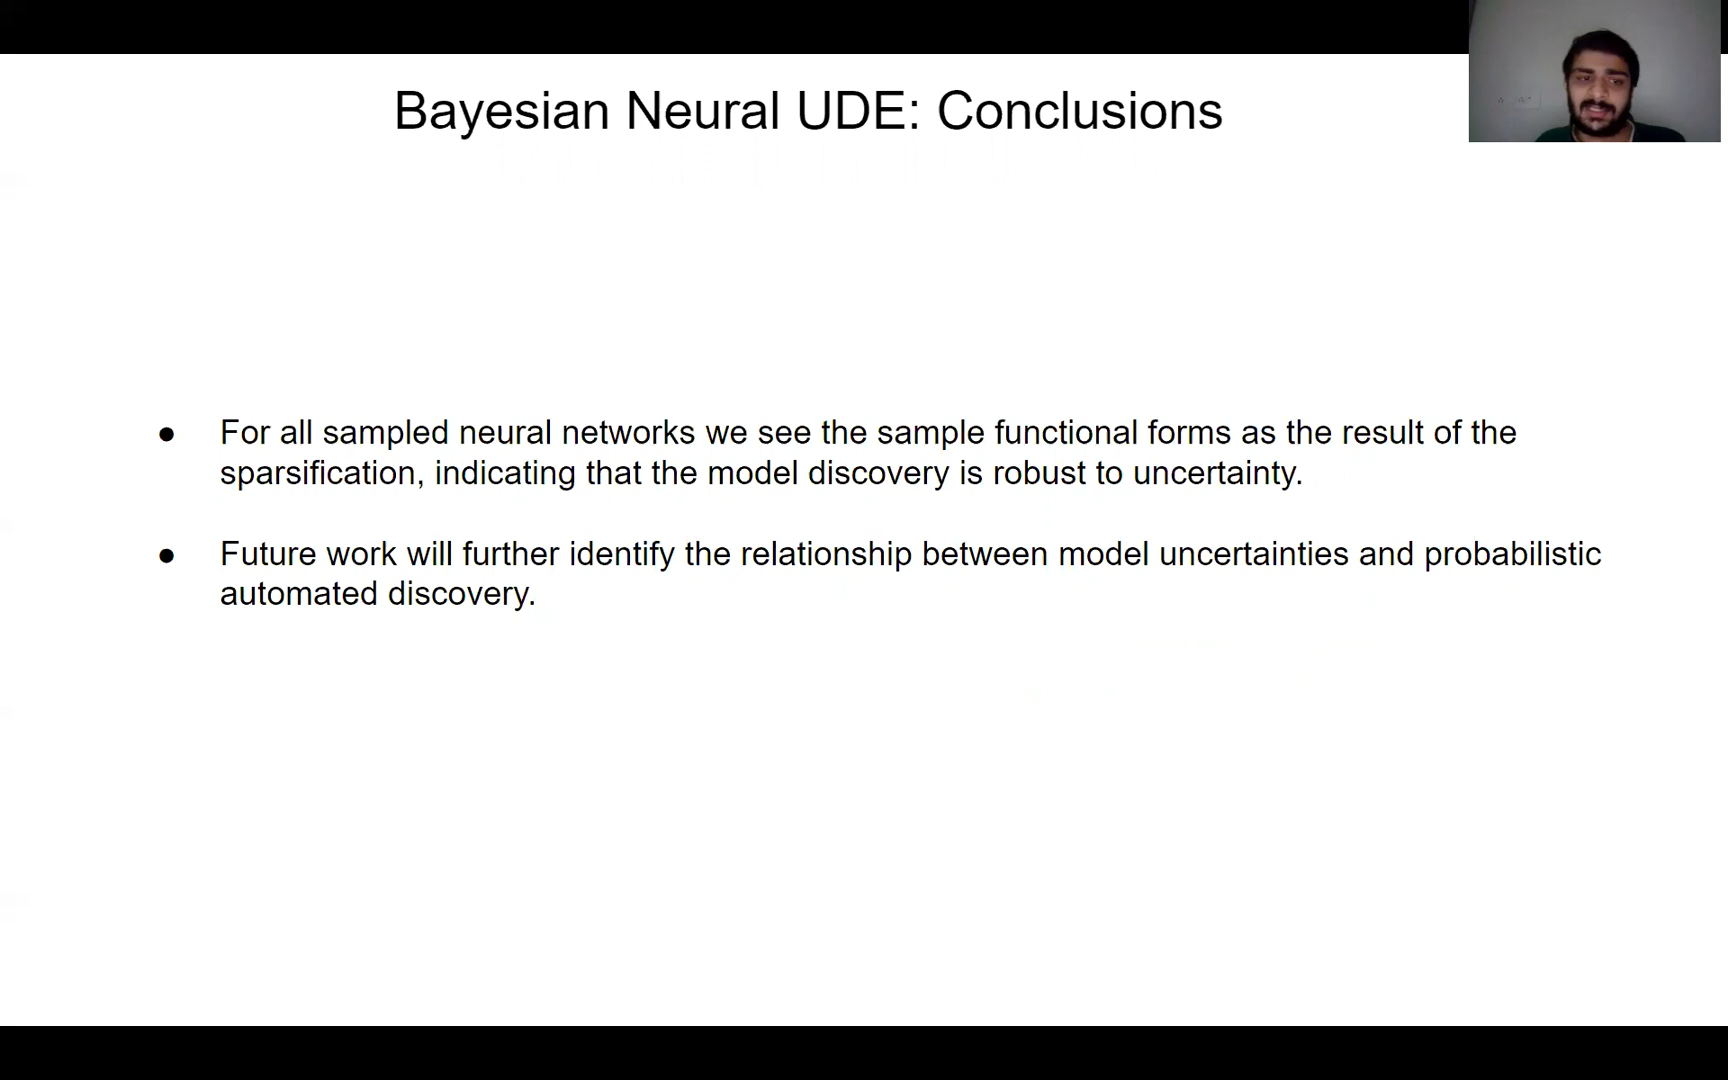 Bayesian Neural UDE: Conclusions
● For all sampled neural networks we see the sample functional forms as the result of the
sparsification, indicating that the model discovery is robust to uncertainty.
● Future work will further identify the relationship between model uncertainties and probabilistic
automated discovery.